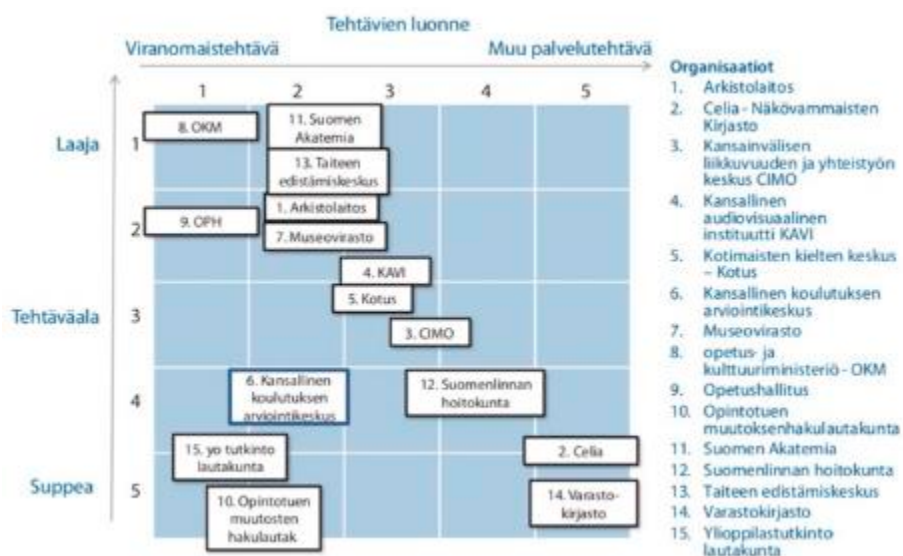 Tehtävien luonne
Viranomaistehtävä
Muu palvelutehtävä
1
2
3
4
5
Laaja
Tehtäväala
Suppea
1
2
3
4
5
8. OKM
11. Suomen
Akatemia
13. Taiteen
edistämiskeskus
9. OPH
1. Arkistolaitos
7. Museovirasto
4. KAVI
5. Kotus
3. CIMO
6. Kansallinen
koulutuksen
arviointikeskus
12. Suomenlinnan
hoitokunta
15. yo tutkinto
lautakunta
2. Celia
10. Opintotuen
muutosten
hakulautak
14. Varasto-
kirjasto
Organisaatiot
1. Arkistolaitos
2. Celia - Näkövammaisten
Kirjasto
3. Kansainvälisen
liikkuvuuden ja yhteistyön
keskus CIMO
4. Kansallinen
audiovisuaalinen
instituutti KAVI
5. Kotimaisten kielten keskus
– Kotus
6. Kansallinen koulutuksen
arviointikeskus
7. Museovirasto
8. opetus- ja
kulttuuriministeriö - OKM
9. Opetushallitus
10. Opintotuen
muutoksenhakulautakunta
11. Suomen Akatemia
12. Suomenlinnan hoitokunta
13. Taiteen edistämiskeskus
14. Varastokirjasto
15. Ylioppilastutkinto
lautakunta